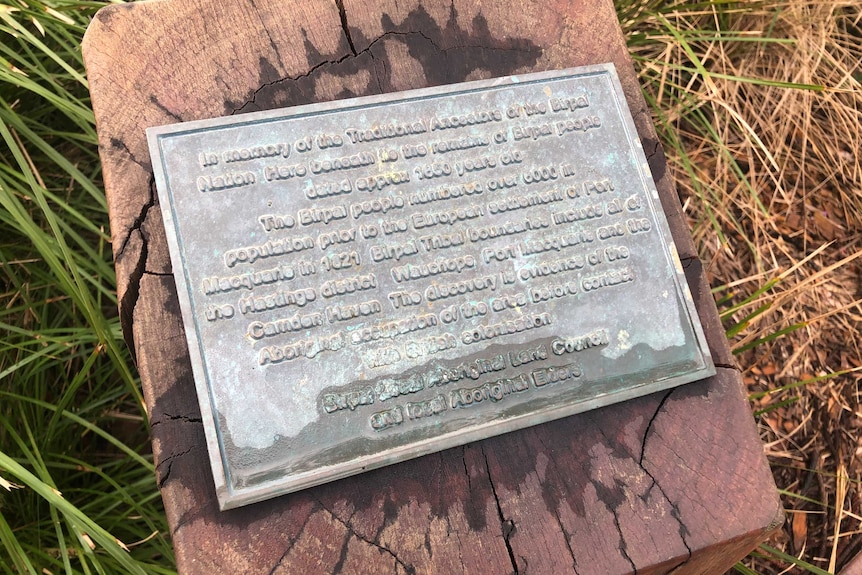 In memory of the Traditional Ancestors of the Birpai
Nation Here beneath lie the remains of Birpai people
dated approx years old
The Birpai people numbered over 6000 in
population prior to the European settlement of Port
Macquarie in 1821 Birpai Tribal boundaries include all of
the Hastings district Wauchope Port Macquarie and the
Camden Haven The discovery is evidence of the
Aboriginal occupation of the area before contact
with British colonisation
Birpai Local Aboriginal Land Council
and local Aboriginal Elders